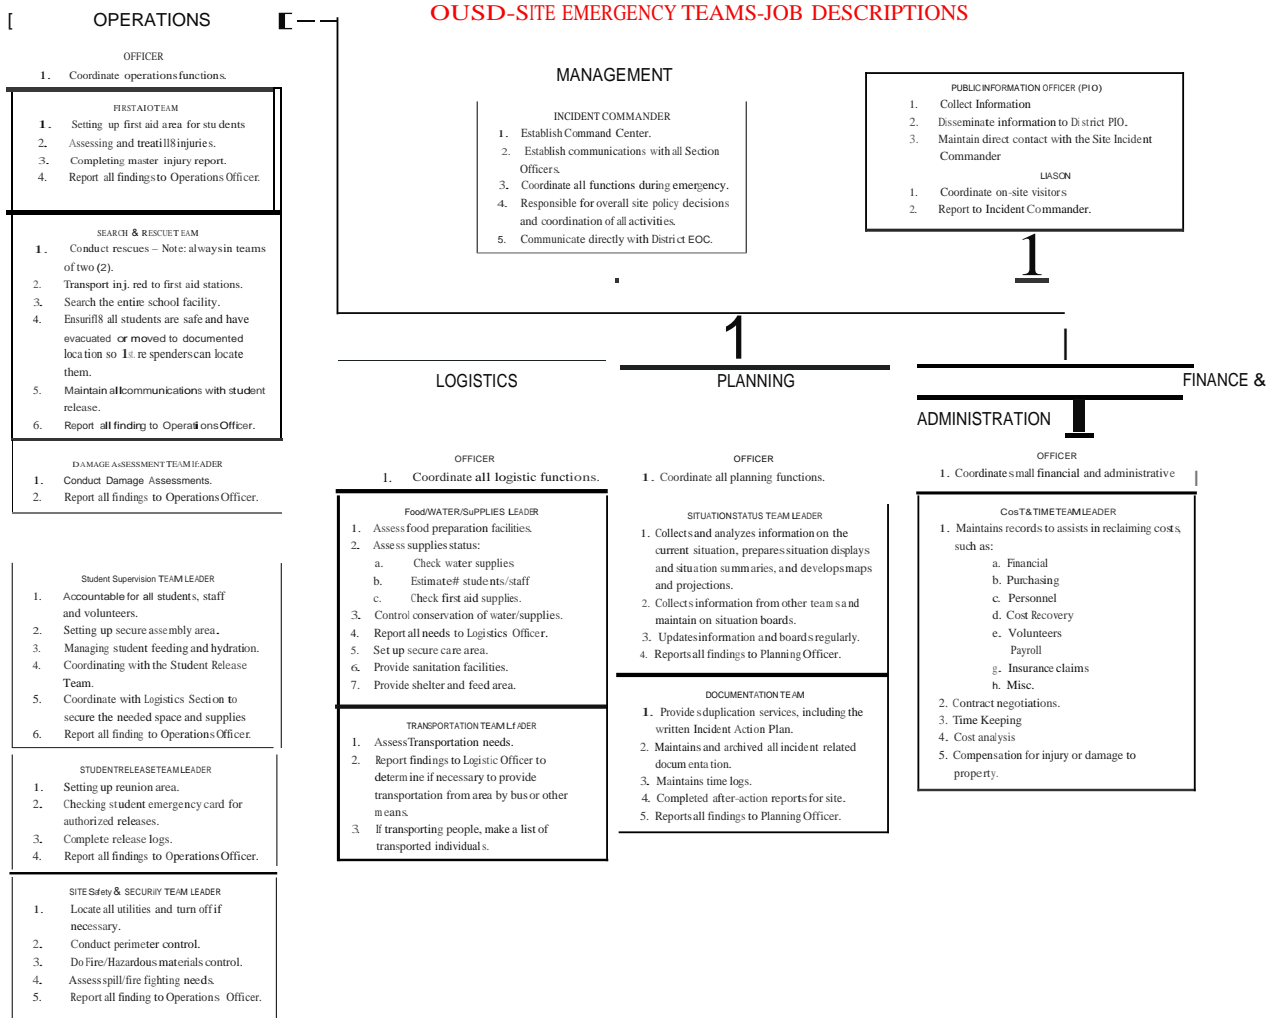 OUSD-SITE EMERGENCY TEAMS-JOB DESCRIPTIONS
[ OPERATIONS
OFFICER
1. Coordinate operations functions.
FIRST AIO TEAM
1. Setting up first aid area for students
2. Assessing and treatill8 injuries.
3. Completing master injury report.
4. Report all findings to Operations Officer.
SEARCH & RESCUE TEAM
1. Conduct rescues – Note: always in teams
of two (2).
2. Transport inj. red to first aid stations.
3. Search the entire school facility.
4. Ensurifl8 all students are safe and have
evacuated or moved to documented
location so 1st. re spenders can locate
them.
5. Maintain all communications with student
release.
6. Report all finding to Operations Officer.
DAMAGE AsSESSMENT TEAM lf:ADER
1. Conduct Damage Assessments.
2. Report all findings to Operations Officer.
Student Supervision TEAM LEADER
1. Accountable for all students, staff
and volunteers.
2. Setting up secure assembly area.
3. Managing student feeding and hydration.
4. Coordinating with the Student Release
Team.
5. Coordinate with Logistics Section to
secure the needed space and supplies
6. Report all finding to Operations Officer.
STUDENT RELEASE TEAM LEADER
1. Setting up reunion area.
2. Checking student emergency card for
authorized releases.
3. Complete release logs.
4. Report all findings to Operations Officer.
SITE Safety & SECURilY TEAM LEADER
1. Locate all utilities and turn off if
necessary.
2. Conduct perimeter control.
3. Do Fire/Hazardous materials control.
4. Assess spill/fire fighting needs.
5. Report all finding to Operations Officer.
MANAGEMENT
INCIDENT COMMANDER
1. Establish Command Center.
2. Establish communications with all Section
Officers.
3. Coordinate all functions during emergency.
4. Responsible for overall site policy decisions
and coordination of all activities.
5. Communicate directly with District EOC.
PUBLIC INFORMATION OFFICER (PIO)
1. Collect Information
2. Disseminate information to District PIO.
3. Maintain direct contact with the Site Incident
Commander
LIASON
1. Coordinate on-site visitors
2. Report to Incident Commander.
1
1
LOGISTICS
OFFICER
1. Coordinate all logistic functions.
Food/WATER/SuPPLIES LEADER
1. Assess food preparation facilities.
2. Assess supplies status:
a. Check water supplies
b. Estimate# students/staff
c. Check first aid supplies.
3. Control conservation of water/supplies.
4. Report all needs to Logistics Officer.
5. Set up secure care area.
6. Provide sanitation facilities.
7. Provide shelter and feed area.
TRANSPORTATION TEAM Lf ADER
1. Assess Transportation needs.
2. Report findings to Logistic Officer to
determine if necessary to provide
transportation from area by bus or other
means.
3. If transporting people, make a list of
transported individuals.
PLANNING
OFFICER
1. Coordinate all planning functions.
SITUATION STATUS TEAM LEADER
1. Collects and analyzes information on the
current situation, prepares situation displays
and situation summaries, and develops maps
and projections.
2. Collects information from other teams and
maintain on situation boards.
3. Updates information and boards regularly.
4. Reports all findings to Planning Officer.
DOCUMENTATION TEAM
1. Provides duplication services, including the
written Incident Action Plan.
2. Maintains and archived all incident related
documentation.
3. Maintains time logs.
4. Completed after-action reports for site.
5. Reports all findings to Planning Officer.
FINANCE &
ADMINISTRATION
OFFICER
1. Coordinate small financial and administrative
CosT & TIME TEAM LEADER
1. Maintains records to assists in reclaiming costs,
such as:
a. Financial
b. Purchasing
c. Personnel
d. Cost Recovery
e. Volunteers
Payroll
g. Insurance claims
h. Misc.
2. Contract negotiations.
3. Time Keeping
4. Cost analysis
5. Compensation for injury or damage to
property.